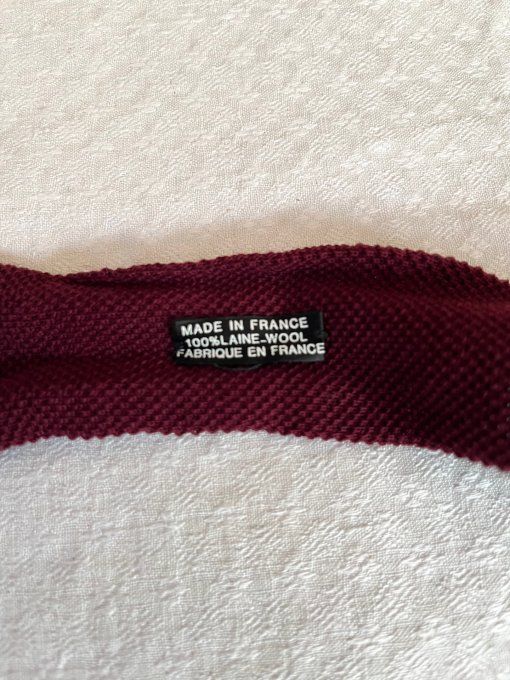 MADE IN FRANCE
100%LAINE-WOOL
FABRIQUE EN FRANCE